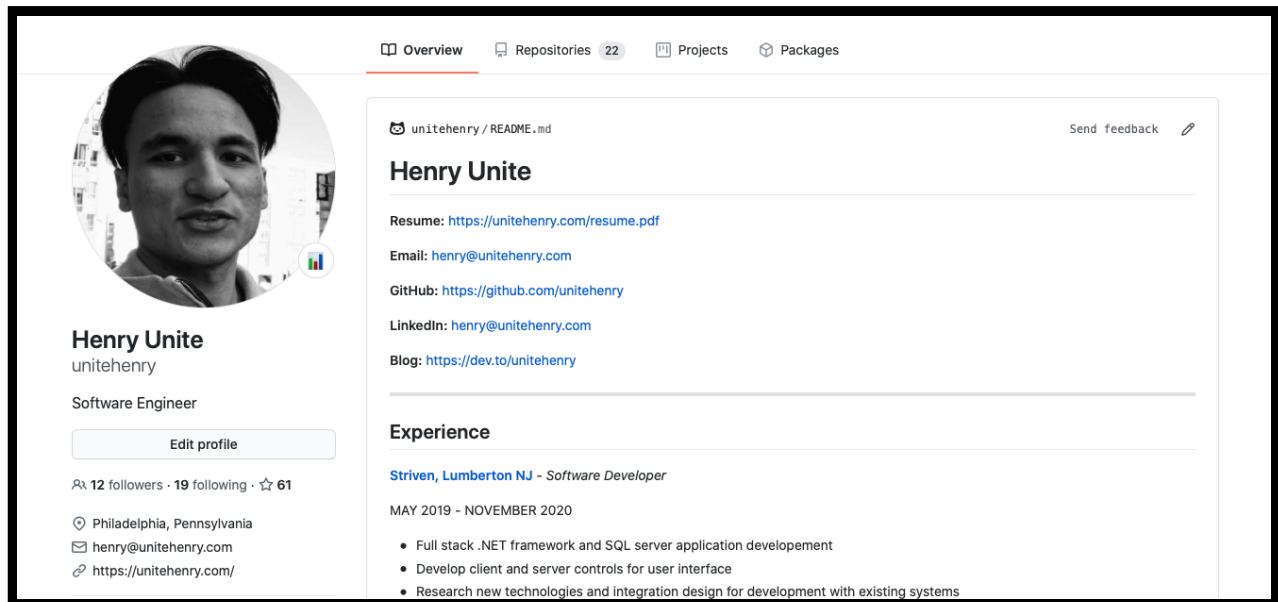 Overview Repositories 22 Projects Packages
unitehenry/README.md Send feedback
Henry Unite
Resume: https://unitehenry.com/resume.pdf
Email: henry@unitehenry.com
GitHub: https://github.com/unitehenry
LinkedIn: henry@unitehenry.com
Blog: https://dev.to/unitehenry
Experience
Striven, Lumberton NJ - Software Developer
MAY 2019 - NOVEMBER 2020
• Full stack .NET framework and SQL server application developement
• Develop client and server controls for user interface
• Research new technologies and integration design for development with existing systems
Henry Unite
unitehenry
Software Engineer
Edit profile
12 followers · 19 following · 61
Philadelphia, Pennsylvania
henry@unitehenry.com
https://unitehenry.com/